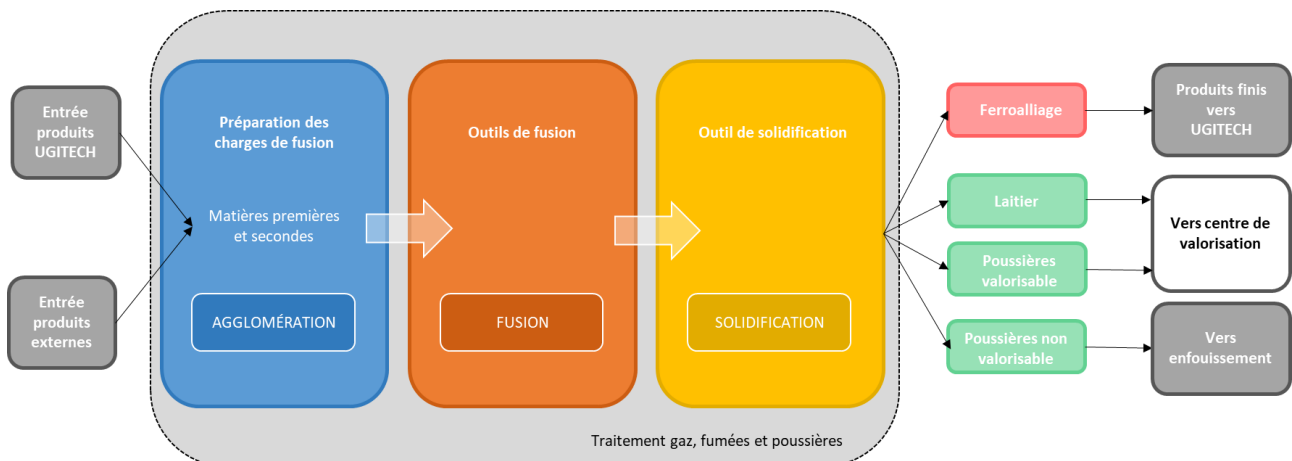 Entrée
produits
UGITECH
Entrée
produits
externes
Préparation des
charges de fusion
Matières premières
et secondes
AGGLOMÉRATION
Outils de fusion
FUSION
Outil de solidification
SOLIDIFICATION
Traitement gaz, fumées et poussières
Ferroalliage
Laitier
Poussières
valorisable
Poussières non
valorisable
Produits finis
vers
UGITECH
Vers centre de
valorisation
Vers
enfouissement